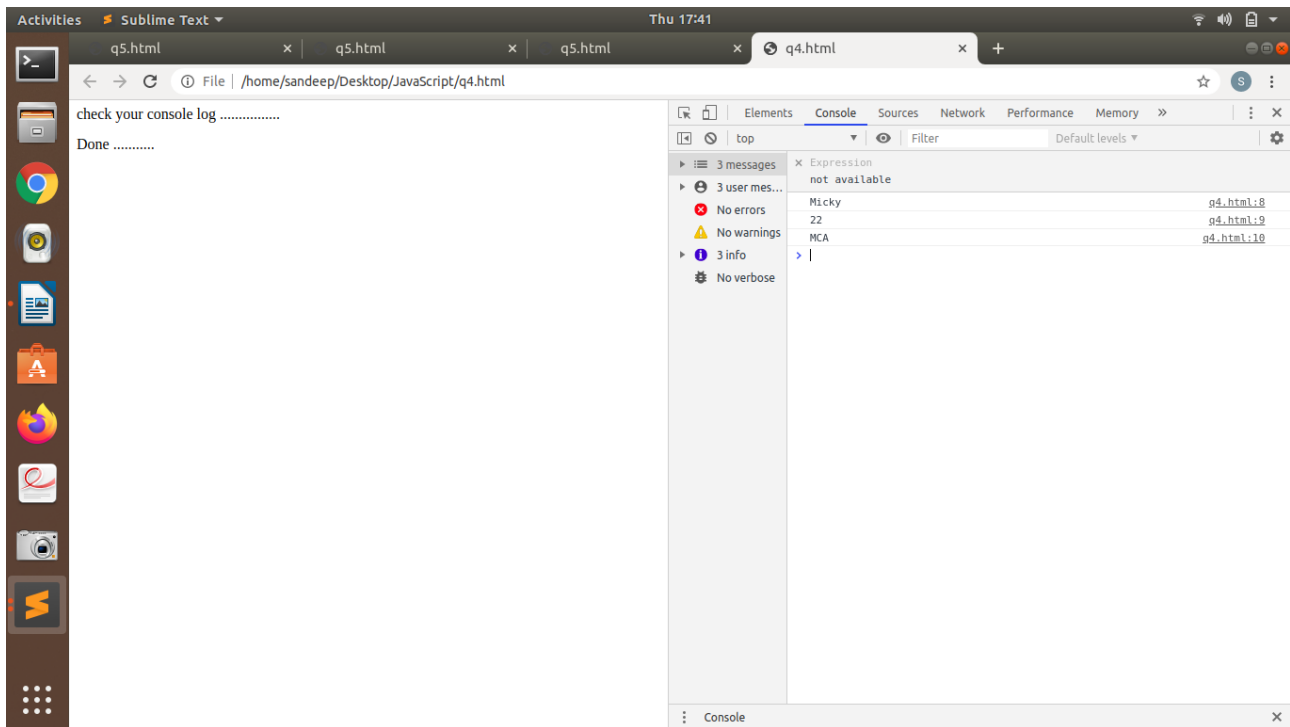 Activities Sublime Text Thu 17:41
q5.html q5.html q5.html q4.html
File /home/sandeep/Desktop/JavaScript/q4.html S
check your console log ................
Done ...........
Elements Console Sources Network Performance Memory »
top Filter Default levels
3 messages
3 user mes...
No errors
No warnings
3 info
No verbose
Expression
not available
Micky q4.html:8
22 q4.html:9
MCA q4.html:10
Console